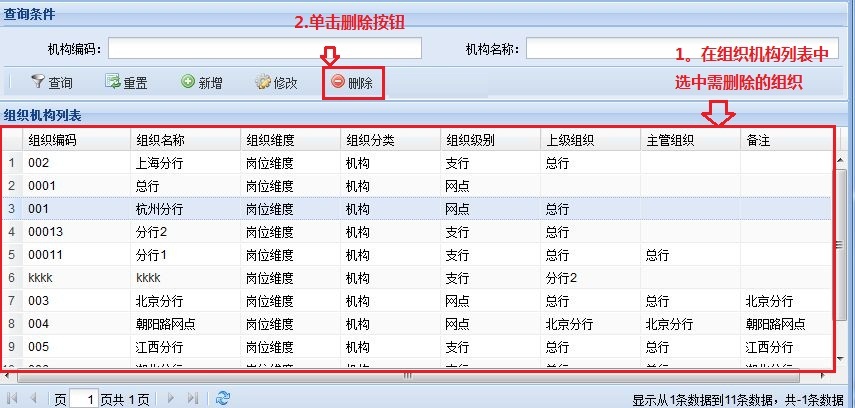 查询条件
2.单击删除按钮
机构编码:
机构名称:
1。在组织机构列表中
选中需删除的组织
查询 重置 新增 修改 删除
组织机构列表
组织编码 组织名称 组织维度 组织分类 组织级别 上级组织 主管组织 备注
1 002 上海分行 岗位维度 机构 支行 总行
2 0001 总行 岗位维度 机构 网点
3 001 杭州分行 岗位维度 机构 网点 总行
4 00013 分行2 岗位维度 机构 支行 总行
5 00011 分行1 岗位维度 机构 支行 总行 总行
6 kkkk kkkk 岗位维度 机构 支行 分行2
7 003 北京分行 岗位维度 机构 网点 总行 总行 北京分行
8 004 朝阳路网点 岗位维度 机构 网点 北京分行 北京分行 朝阳路网点
9 005 江西分行 岗位维度 机构 支行 总行 总行 江西分行
页 1 页共 1 页
显示从1条数据到11条数据，共-1条数据